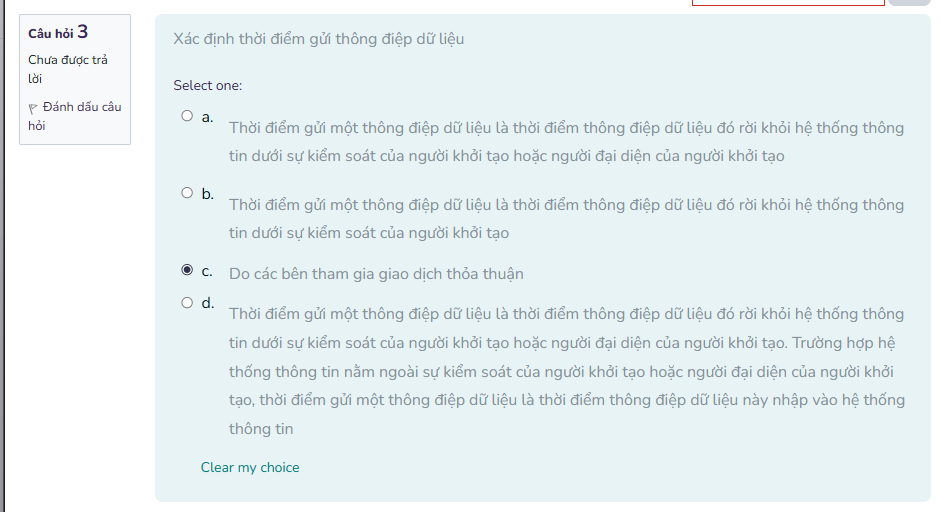 Câu hỏi 3
Chưa được trả
lời
Đánh dấu câu
hỏi
Xác định thời điểm gửi thông điệp dữ liệu
Select one:
a.
Thời điểm gửi một thông điệp dữ liệu là thời điểm thông điệp dữ liệu đó rời khỏi hệ thống thông
tin dưới sự kiểm soát của người khởi tạo hoặc người đại diện của người khởi tạo
b.
Thời điểm gửi một thông điệp dữ liệu là thời điểm thông điệp dữ liệu đó rời khỏi hệ thống thông
tin dưới sự kiểm soát của người khởi tạo
c. Do các bên tham gia giao dịch thỏa thuận
d.
Thời điểm gửi một thông điệp dữ liệu là thời điểm thông điệp dữ liệu đó rời khỏi hệ thống thông
tin dưới sự kiểm soát của người khởi tạo hoặc người đại diện của người khởi tạo. Trường hợp hệ
thống thông tin nằm ngoài sự kiểm soát của người khởi tạo hoặc người đại diện của người khởi
tạo, thời điểm gửi một thông điệp dữ liệu là thời điểm thông điệp dữ liệu này nhập vào hệ thống
thông tin
Clear my choice